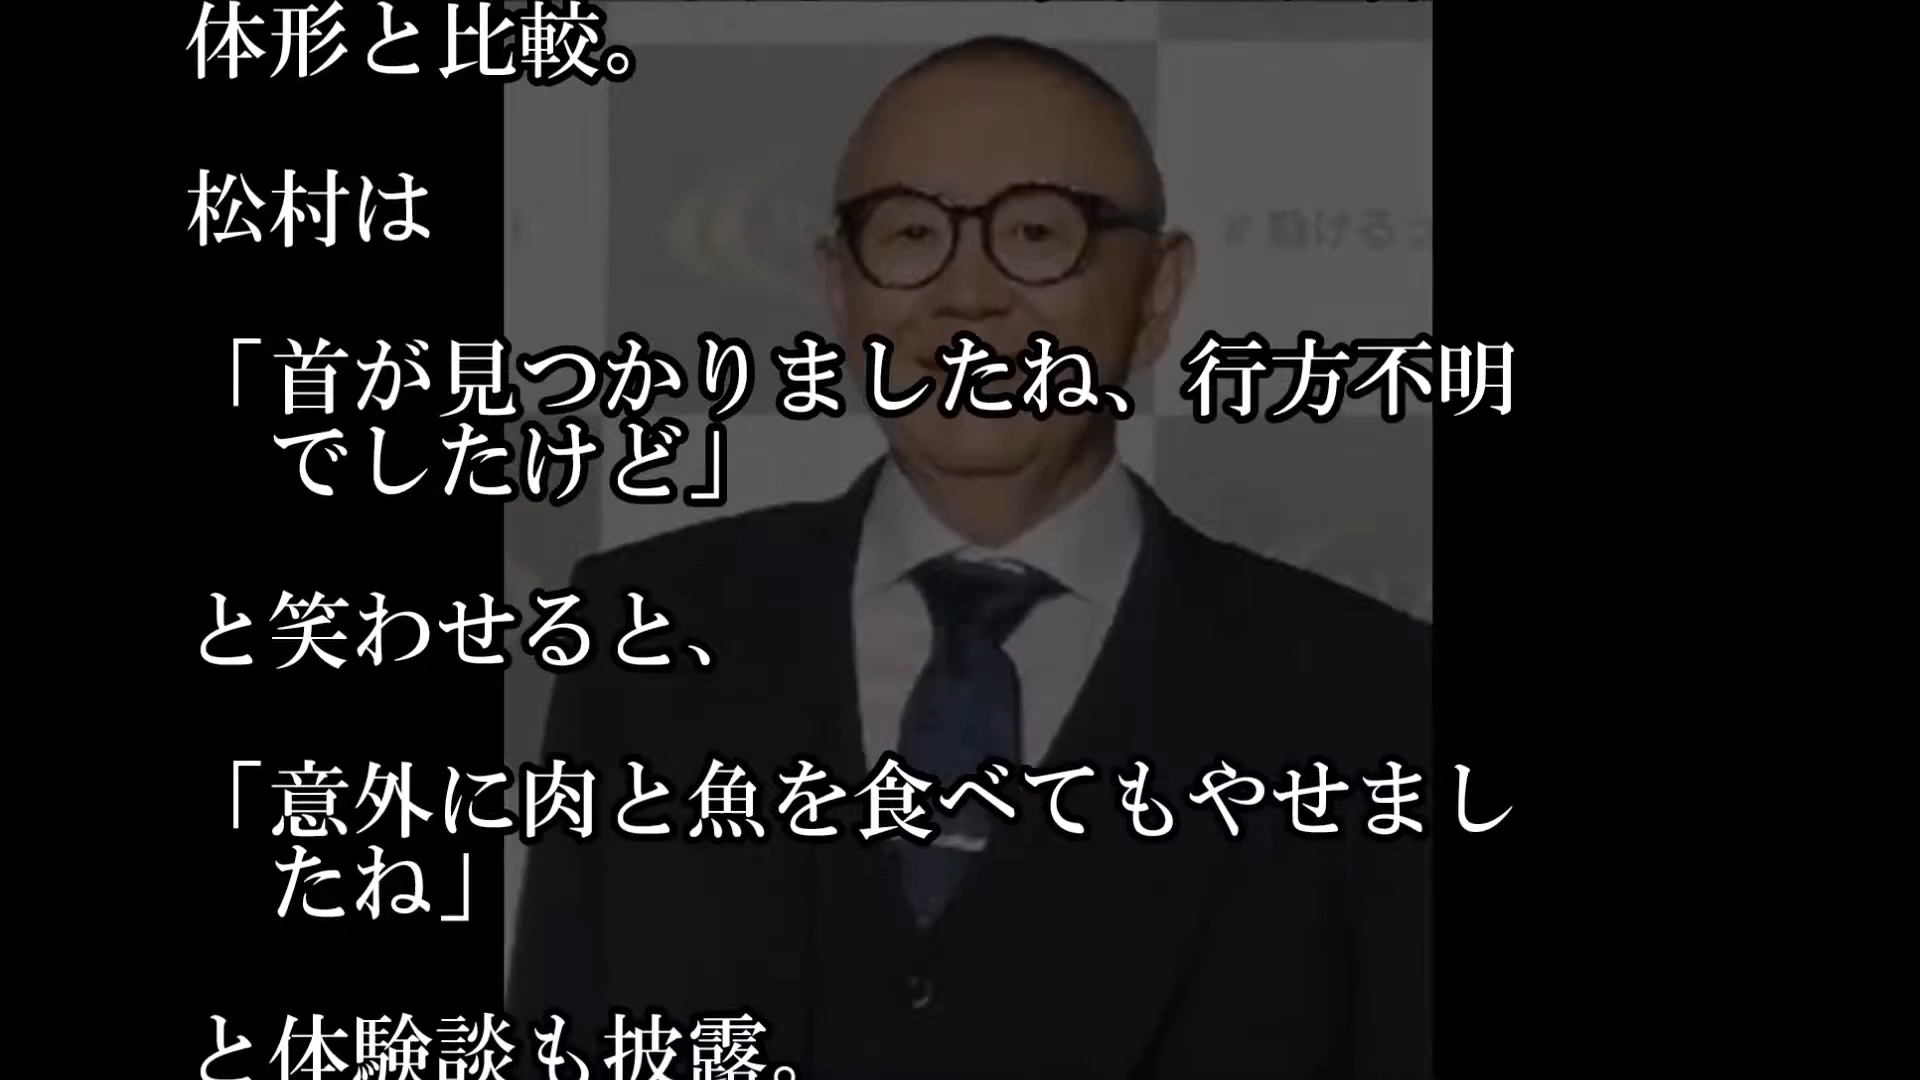 体形と比較。
松村は
「首が見つかりましたね、行方不明
でしたけど」
と笑わせると、
「意外に肉と魚を食べてもやせまし
たね」
と体験談も披露。